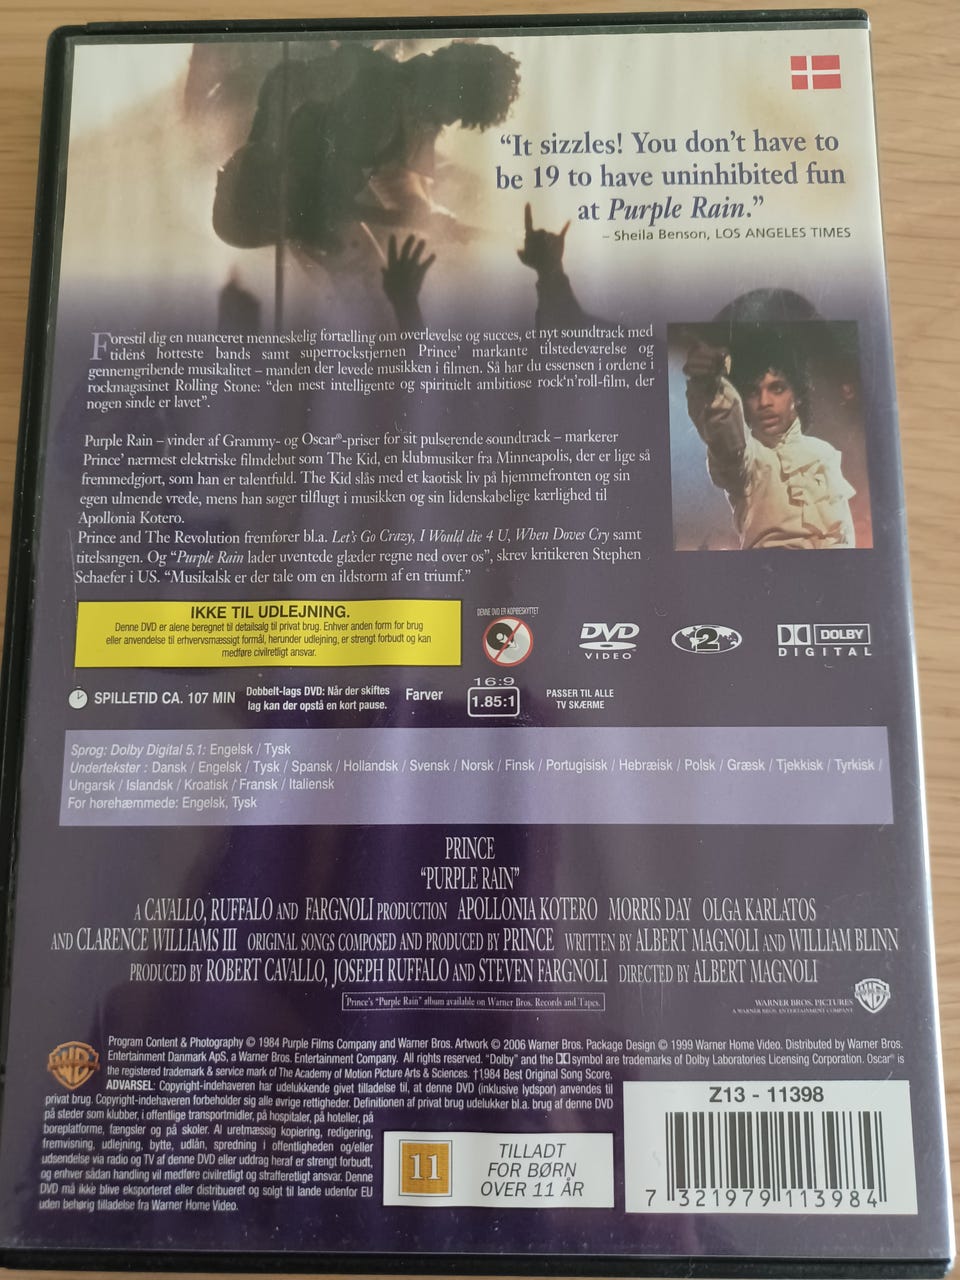 “It sizzles! You don’t have to
be 19 to have uninhibited fun
at Purple Rain.”
– Sheila Benson, LOS ANGELES TIMES
Forestil dig en nuanceret menneskelig fortælling om overlevelse og succes, et nyt soundtrack med
tidens hotteste bands samt superrockstjernen Prince’ markante tilstedeværelse og
gennemgribende musikalitet – manden der levede musikken i filmen. Så har du essensen i ordene i
rockmagasinet Rolling Stone: “den mest intelligente og spirituelt ambitiøse rock‘n’roll-film, der
nogen sinde er lavet”.
Purple Rain – vinder af Grammy- og Oscar®-priser for sit pulserende soundtrack – markerer
Prince’ nærmest elektriske filmdebut som The Kid, en klubmusiker fra Minneapolis, der er lige så
fremmedgjort, som han er talentfuld. The Kid slås med et kaotisk liv på hjemmefronten og sin
egen ulmende vrede, mens han søger tilflugt i musikken og sin lidenskabelige kærlighed til
Apollonia Kotero.
Prince and The Revolution fremfører bl.a. Let’s Go Crazy, I Would die 4 U, When Doves Cry samt
titelsangen. Og “Purple Rain lader uventede glæder regne ned over os”, skrev kritikeren Stephen
Schaefer i US. “Musikalsk er der tale om en ildstorm af en triumf.”
IKKE TIL UDLEJNING.
Denne DVD er alene beregnet til detailsalg til privat brug. Enhver anden form for brug
eller anvendelse til erhvervsmæssigt formål, herunder udlejning, er strengt forbudt og kan
medføre civilretligt ansvar.
DENNE DVD ER KOPIBESKYTTET
DVD
VIDEO
2
DOLBY
DIGITAL
SPILLETID CA. 107 MIN
Dobbelt-lags DVD: Når der skiftes
lag kan der opstå en kort pause.
Farver
16:9
1.85:1
PASSER TIL ALLE
TV SKÆRME
Sprog: Dolby Digital 5.1: Engelsk / Tysk
Undertekster : Dansk / Engelsk / Tysk / Spansk / Hollandsk / Svensk / Norsk / Finsk / Portugisisk / Hebræisk / Polsk / Græsk / Tjekkisk / Tyrkisk /
Ungarsk / Islandsk / Kroatisk / Fransk / Italiensk
For hørehæmmede: Engelsk, Tysk
PRINCE
“PURPLE RAIN”
A CAVALLO, RUFFALO AND FARGNOLI PRODUCTION APOLLONIA KOTERO MORRIS DAY OLGA KARLATOS
AND CLARENCE WILLIAMS III ORIGINAL SONGS COMPOSED AND PRODUCED BY PRINCE WRITTEN BY ALBERT MAGNOLI AND WILLIAM BLINN
PRODUCED BY ROBERT CAVALLO, JOSEPH RUFFALO AND STEVEN FARGNOLI DIRECTED BY ALBERT MAGNOLI
Prince’s “Purple Rain” album available on Warner Bros. Records and Tapes.
WARNER BROS. PICTURES
A WARNER BROS. ENTERTAINMENT COMPANY
WB
Program Content & Photography © 1984 Purple Films Company and Warner Bros. Artwork © 2006 Warner Bros. Package Design © 1999 Warner Home Video. Distributed by Warner Bros.
Entertainment Danmark ApS, a Warner Bros. Entertainment Company. All rights reserved. “Dolby” and the symbol are trademarks of Dolby Laboratories Licensing Corporation. Oscar® is
the registered trademark & service mark of The Academy of Motion Picture Arts & Sciences. †1984 Best Original Song Score.
ADVARSEL: Copyright-indehaveren har udelukkende givet tilladelse til, at denne DVD (inklusive lydspor) anvendes til
privat brug. Copyright-indehaveren forbeholder sig alle øvrige rettigheder. Definitionen af privat brug udelukker bl.a. brug af denne DVD
på steder som klubber, i offentlige transportmidler, på hospitaler, på hoteller, på
boreplatforme, fængsler og på skoler. Al uretmæssig kopiering, redigering,
fremvisning, udlejning, bytte, udlån, spredning i offentligheden og/eller
udsendelse via radio og TV af denne DVD eller uddrag heraf er strengt forbudt,
og enhver sådan handling vil medføre civilretligt og strafferetligt ansvar. Denne
DVD må ikke blive eksporteret eller distribueret og solgt til lande udenfor EU
uden behørig tilladelse fra Warner Home Video.
11
TILLADT
FOR BØRN
OVER 11 ÅR
Z13 - 11398
7 321979 113984